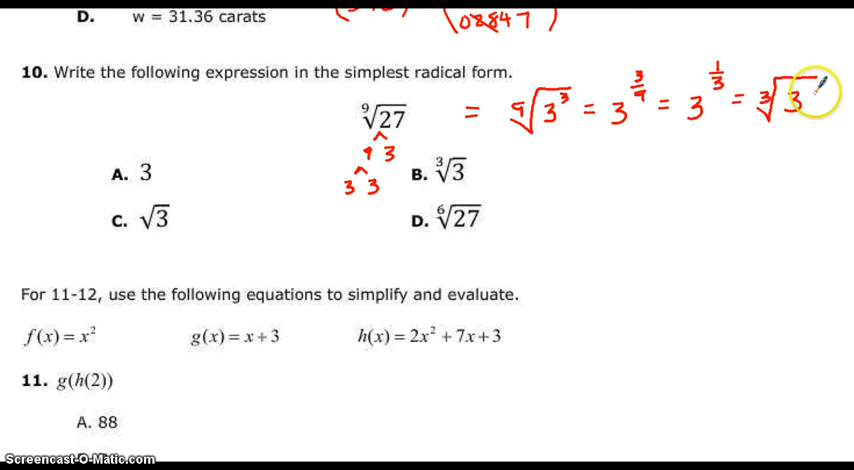 D. w = 31.36 carats
(08847)
10. Write the following expression in the simplest radical form.
⁹√27 = ⁹√3³ = 3^(3/9) = 3^(1/3) = ³√3
9 3
3 3
A. 3 B. ³√3
C. √3 D. ⁶√27
For 11-12, use the following equations to simplify and evaluate.
f(x) = x² g(x) = x + 3 h(x) = 2x² + 7x + 3
11. g(h(2))
A. 88
Screencast-O-Matic.com